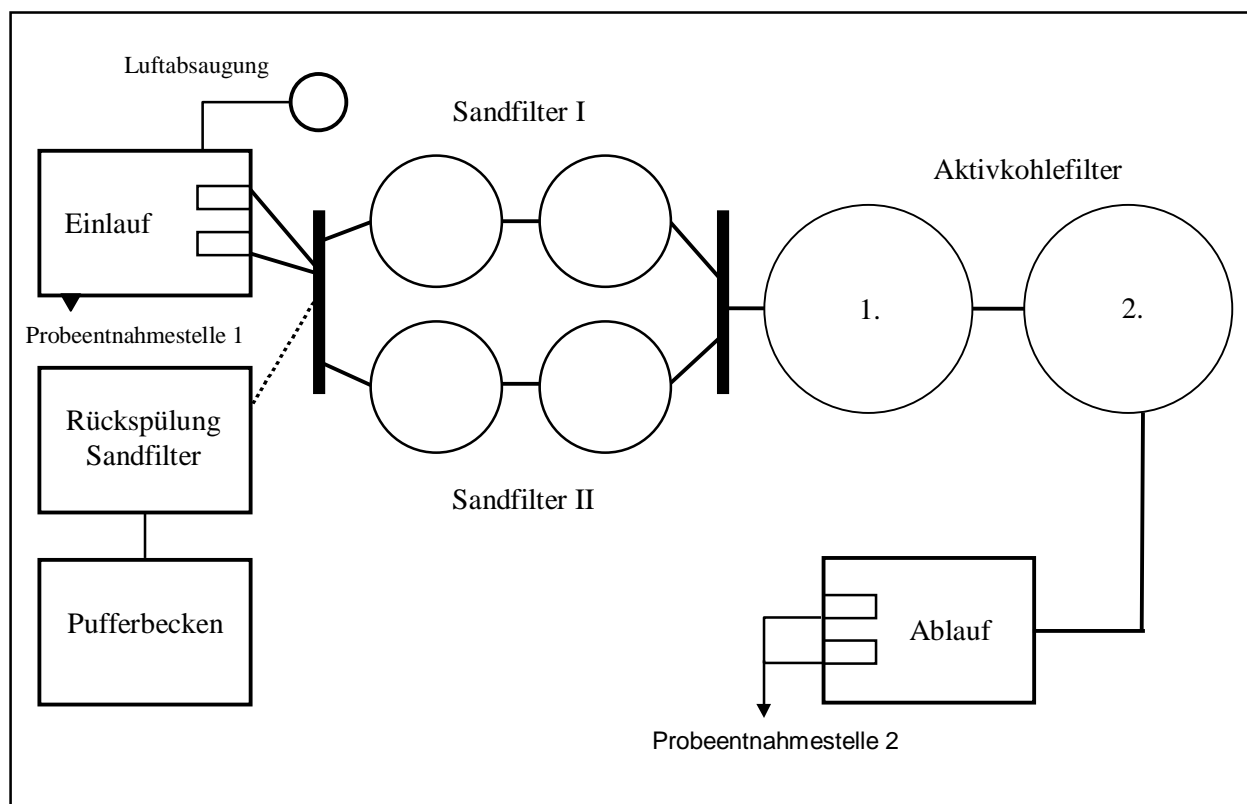 Luftabsaugung
Sandfilter I
Aktivkohlefilter
Einlauf
1.
2.
Probeentnahmestelle 1
Rückspülung
Sandfilter
Sandfilter II
Pufferbecken
Ablauf
Probeentnahmestelle 2